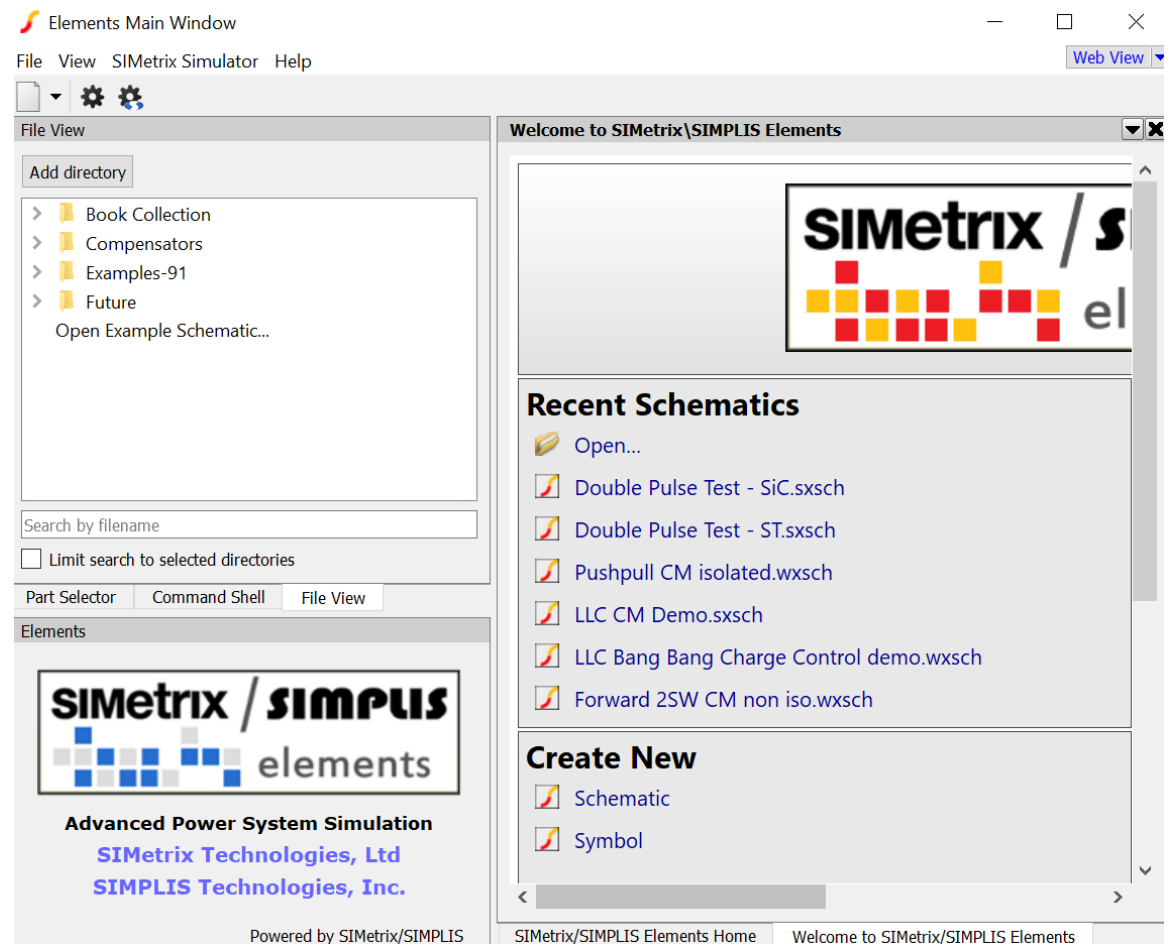 Elements Main Window
File View SIMetrix Simulator Help
Web View
File View
Add directory
Book Collection
Compensators
Examples-91
Future
Open Example Schematic...
Search by filename
Limit search to selected directories
Part Selector Command Shell File View
Elements
SIMetrix / SIMPLIS
elements
Advanced Power System Simulation
SIMetrix Technologies, Ltd
SIMPLIS Technologies, Inc.
Powered by SIMetrix/SIMPLIS
Welcome to SIMetrix\SIMPLIS Elements
SIMetrix / S
el
Recent Schematics
Open...
Double Pulse Test - SiC.sxsch
Double Pulse Test - ST.sxsch
Pushpull CM isolated.wxsch
LLC CM Demo.sxsch
LLC Bang Bang Charge Control demo.wxsch
Forward 2SW CM non iso.wxsch
Create New
Schematic
Symbol
SIMetrix/SIMPLIS Elements Home Welcome to SIMetrix/SIMPLIS Elements